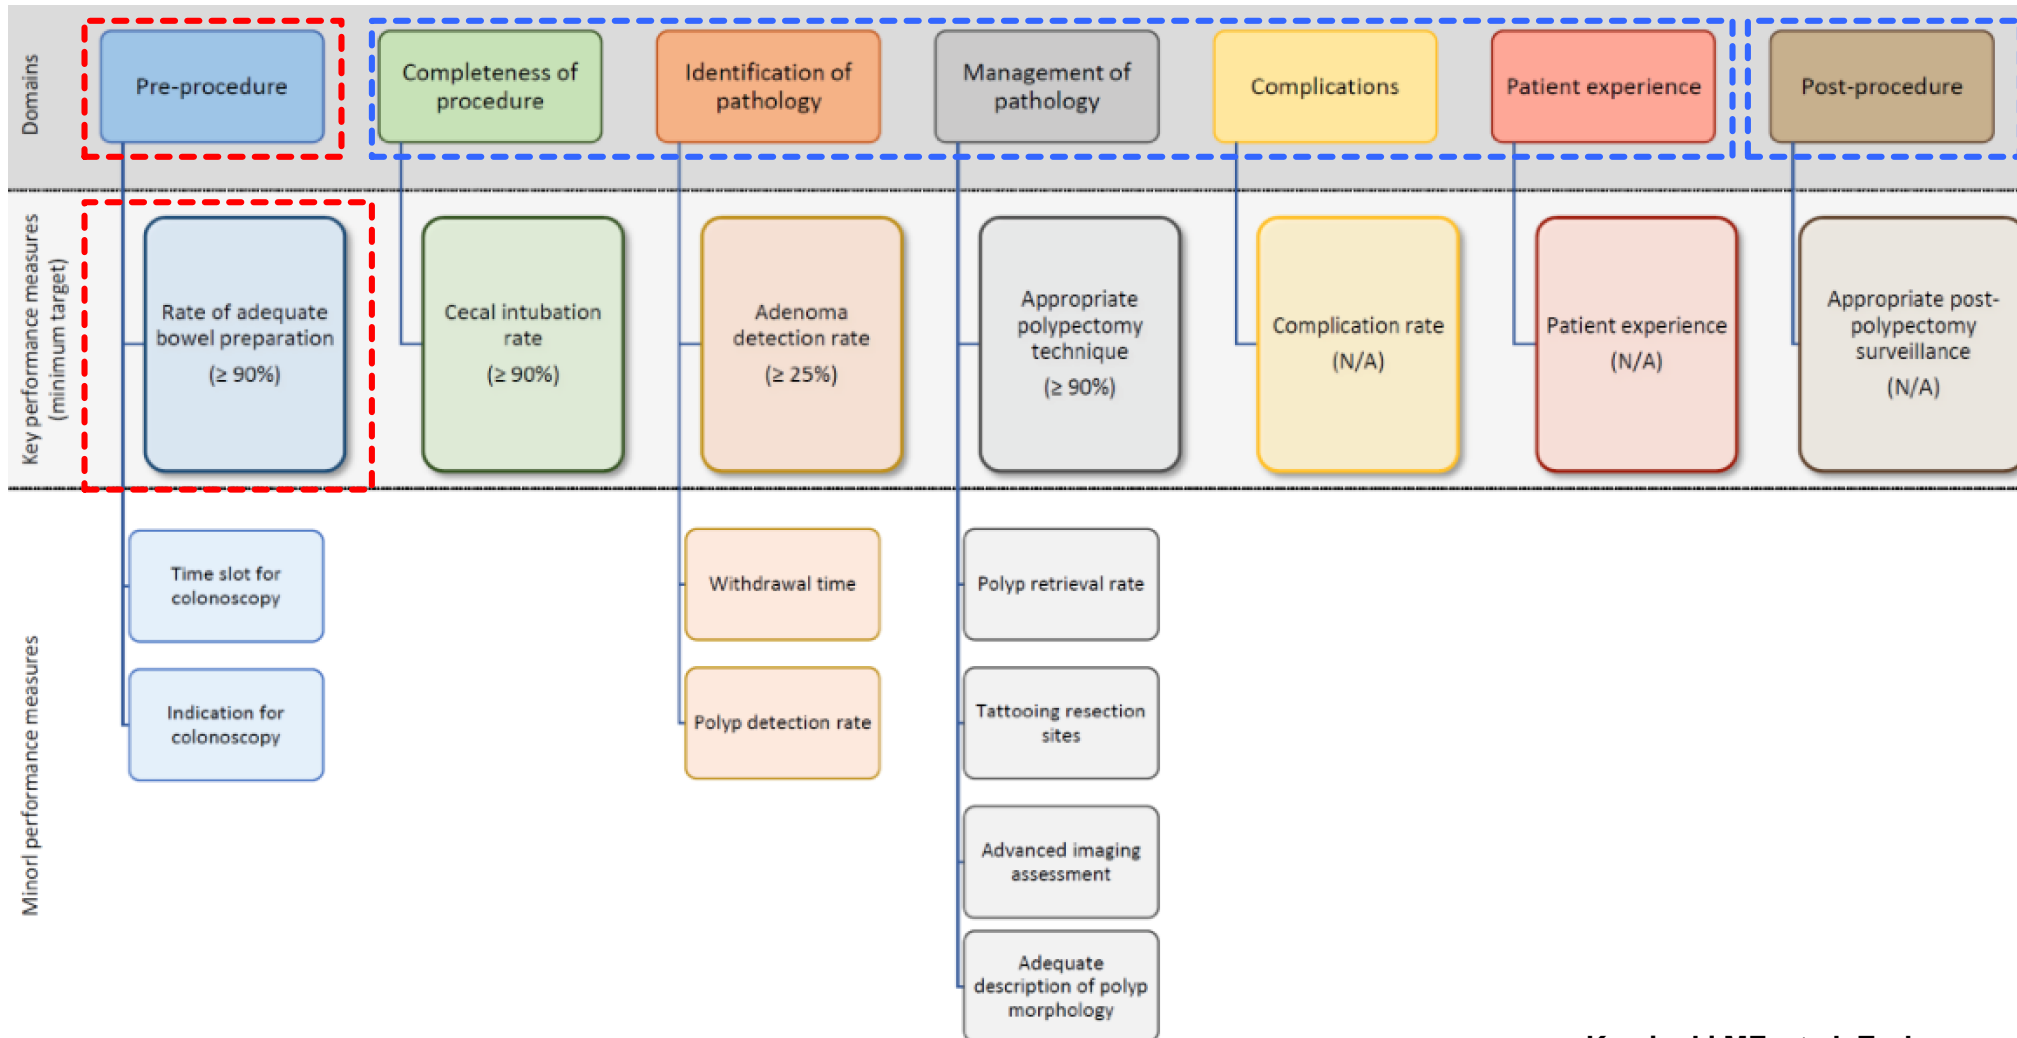 Domains
Pre-procedure
Completeness of
procedure
Identification of
pathology
Management of
pathology
Complications
Patient experience
Post-procedure
Key performance measures
(minimum target)
Rate of adequate
bowel preparation
(≥ 90%)
Cecal intubation
rate
(≥ 90%)
Adenoma
detection rate
(≥ 25%)
Appropriate
polypectomy
technique
(≥ 90%)
Complication rate
(N/A)
Patient experience
(N/A)
Appropriate post-
polypectomy
surveillance
(N/A)
Minorl performance measures
Time slot for
colonoscopy
Indication for
colonoscopy
Withdrawal time
Polyp detection rate
Polyp retrieval rate
Tattooing resection
sites
Advanced imaging
assessment
Adequate
description of polyp
morphology